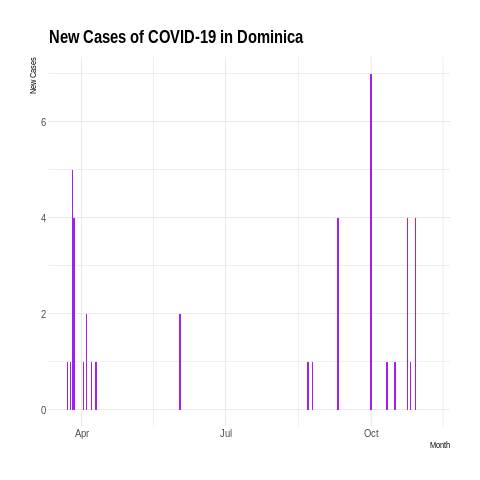 New Cases of COVID-19 in Dominica
New Cases
6
4
2
0
Apr
Jul
Oct
Month